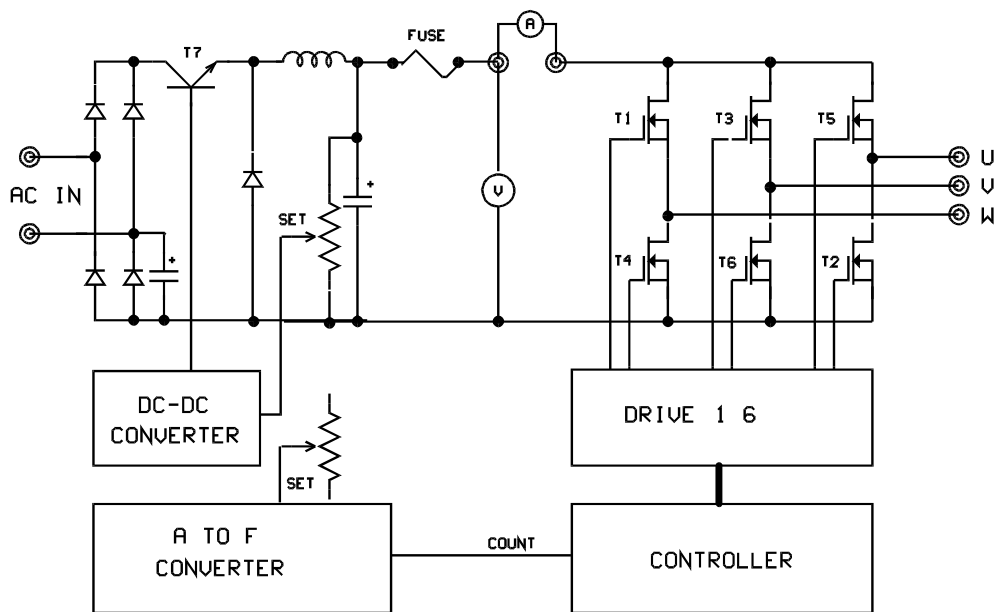 FUSE
A
T7
T1
T3
T5
U
V
W
AC IN
SET
+
V
+
T4
T6
T2
DC-DC
CONVERTER
SET
DRIVE 1 6
A TO F
CONVERTER
COUNT
CONTROLLER